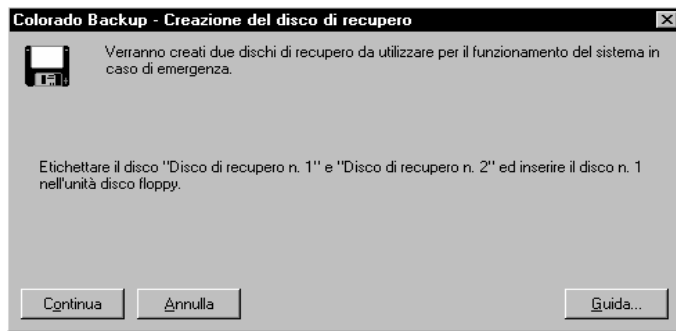 Colorado Backup - Creazione del disco di recupero
Verranno creati due dischi di recupero da utilizzare per il funzionamento del sistema in
caso di emergenza.
Etichettare il disco "Disco di recupero n. 1" e "Disco di recupero n. 2" ed inserire il disco n. 1
nell'unità disco floppy.
Continua Annulla Guida...